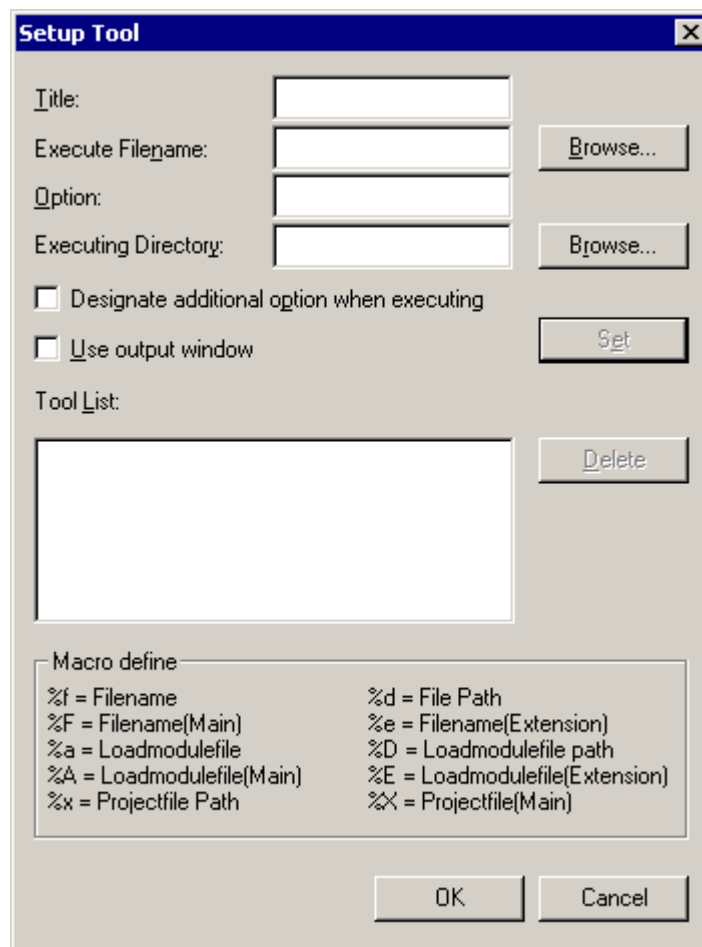 Setup Tool
Title:
Execute Filename:
Browse...
Option:
Executing Directory:
Browse...
Designate additional option when executing
Use output window
Set
Tool List:
Delete
Macro define
%f = Filename
%d = File Path
%F = Filename(Main)
%e = Filename(Extension)
%a = Loadmodulefile
%D = Loadmodulefile path
%A = Loadmodulefile(Main)
%E = Loadmodulefile(Extension)
%x = Projectfile Path
%X = Projectfile(Main)
OK
Cancel